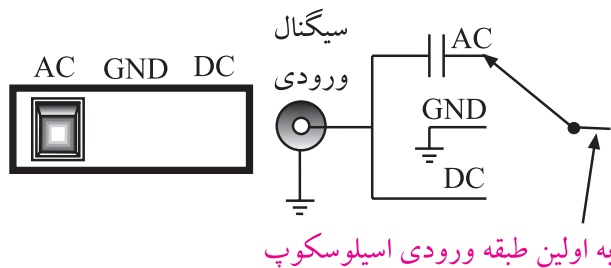 AC GND DC
سیگنال
ورودی
AC
GND
DC
به اولین طبقه ورودی اسیلوسکوپ